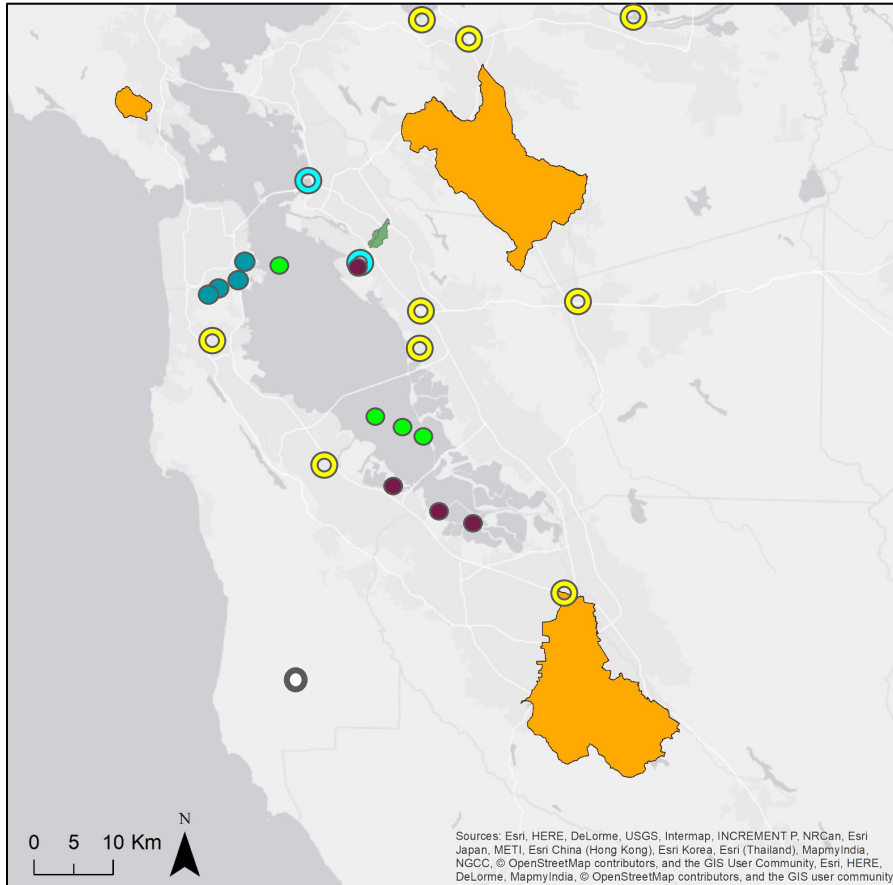 N
0 5 10 Km
Sources: Esri, HERE, DeLorme, USGS, Intermap, INCREMENT P, NRCan, Esri
Japan, METI, Esri China (Hong Kong), Esri Korea, Esri (Thailand), MapmyIndia,
NGCC, © OpenStreetMap contributors, and the GIS User Community, Esri, HERE,
DeLorme, MapmyIndia, © OpenStreetMap contributors, and the GIS user community